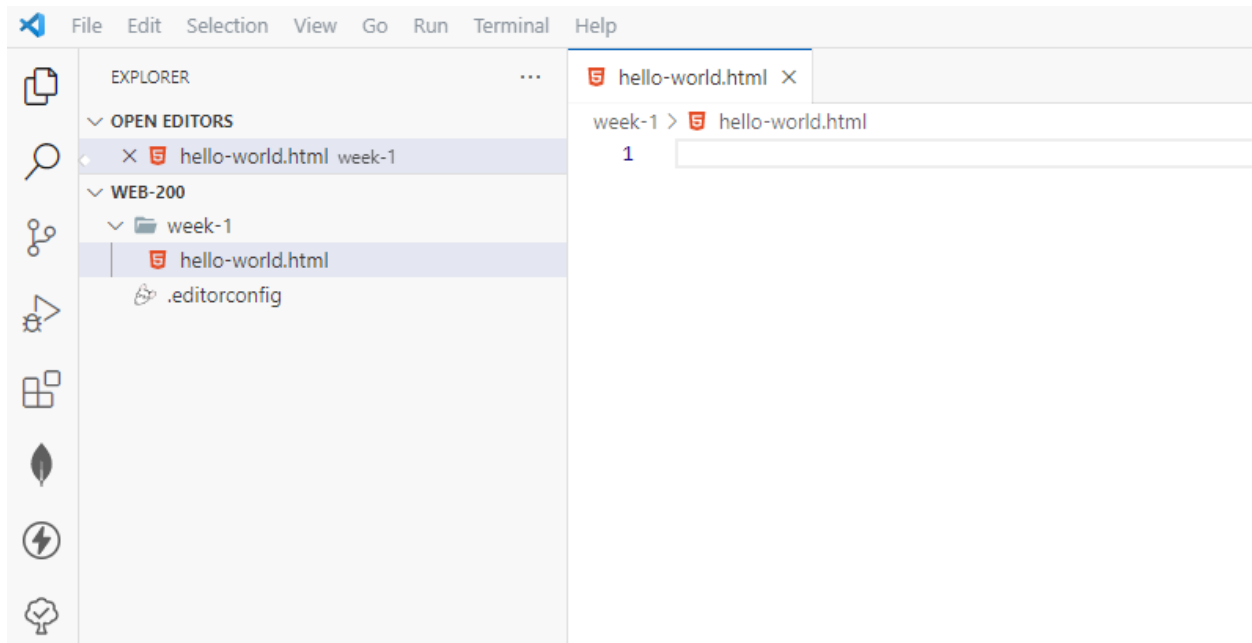 File Edit Selection View Go Run Terminal Help
EXPLORER ...
OPEN EDITORS
hello-world.html week-1
WEB-200
week-1
hello-world.html
.editorconfig
hello-world.html
week-1 > hello-world.html
1